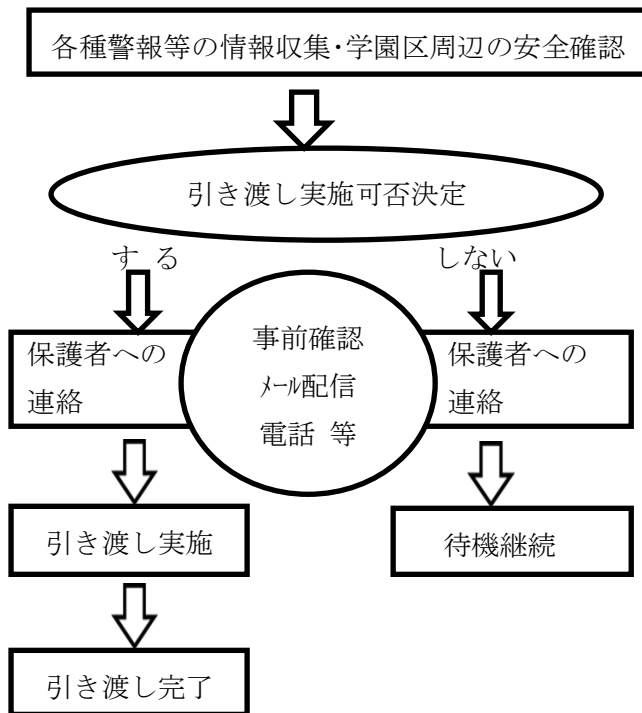 各種警報等の情報収集・学園区周辺の安全確認
引き渡し実施可否決定
す る
しない
保護者への
連絡
事前確認
ﾒｰﾙ配信
電話 等
保護者への
連絡
引き渡し実施
待機継続
引き渡し完了